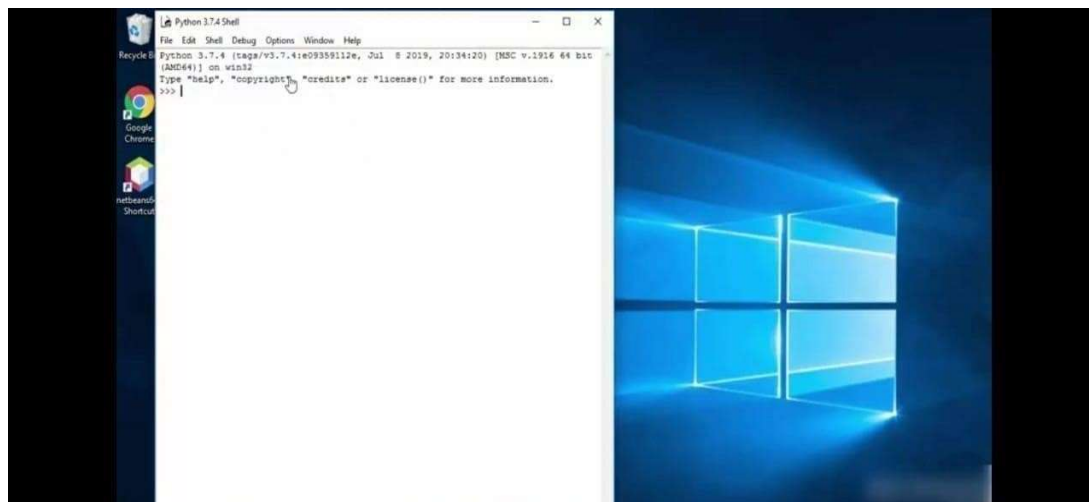 Python 3.7.4 Shell
File Edit Shell Debug Options Window Help
Python 3.7.4 (tags/v3.7.4:e09359112e, Jul 8 2019, 20:34:20) [MSC v.1916 64 bit
(AMD64)] on win32
Type "help", "copyright", "credits" or "license()" for more information.
>>>
Recycle B
Google
Chrome
netbeans6
Shortcut